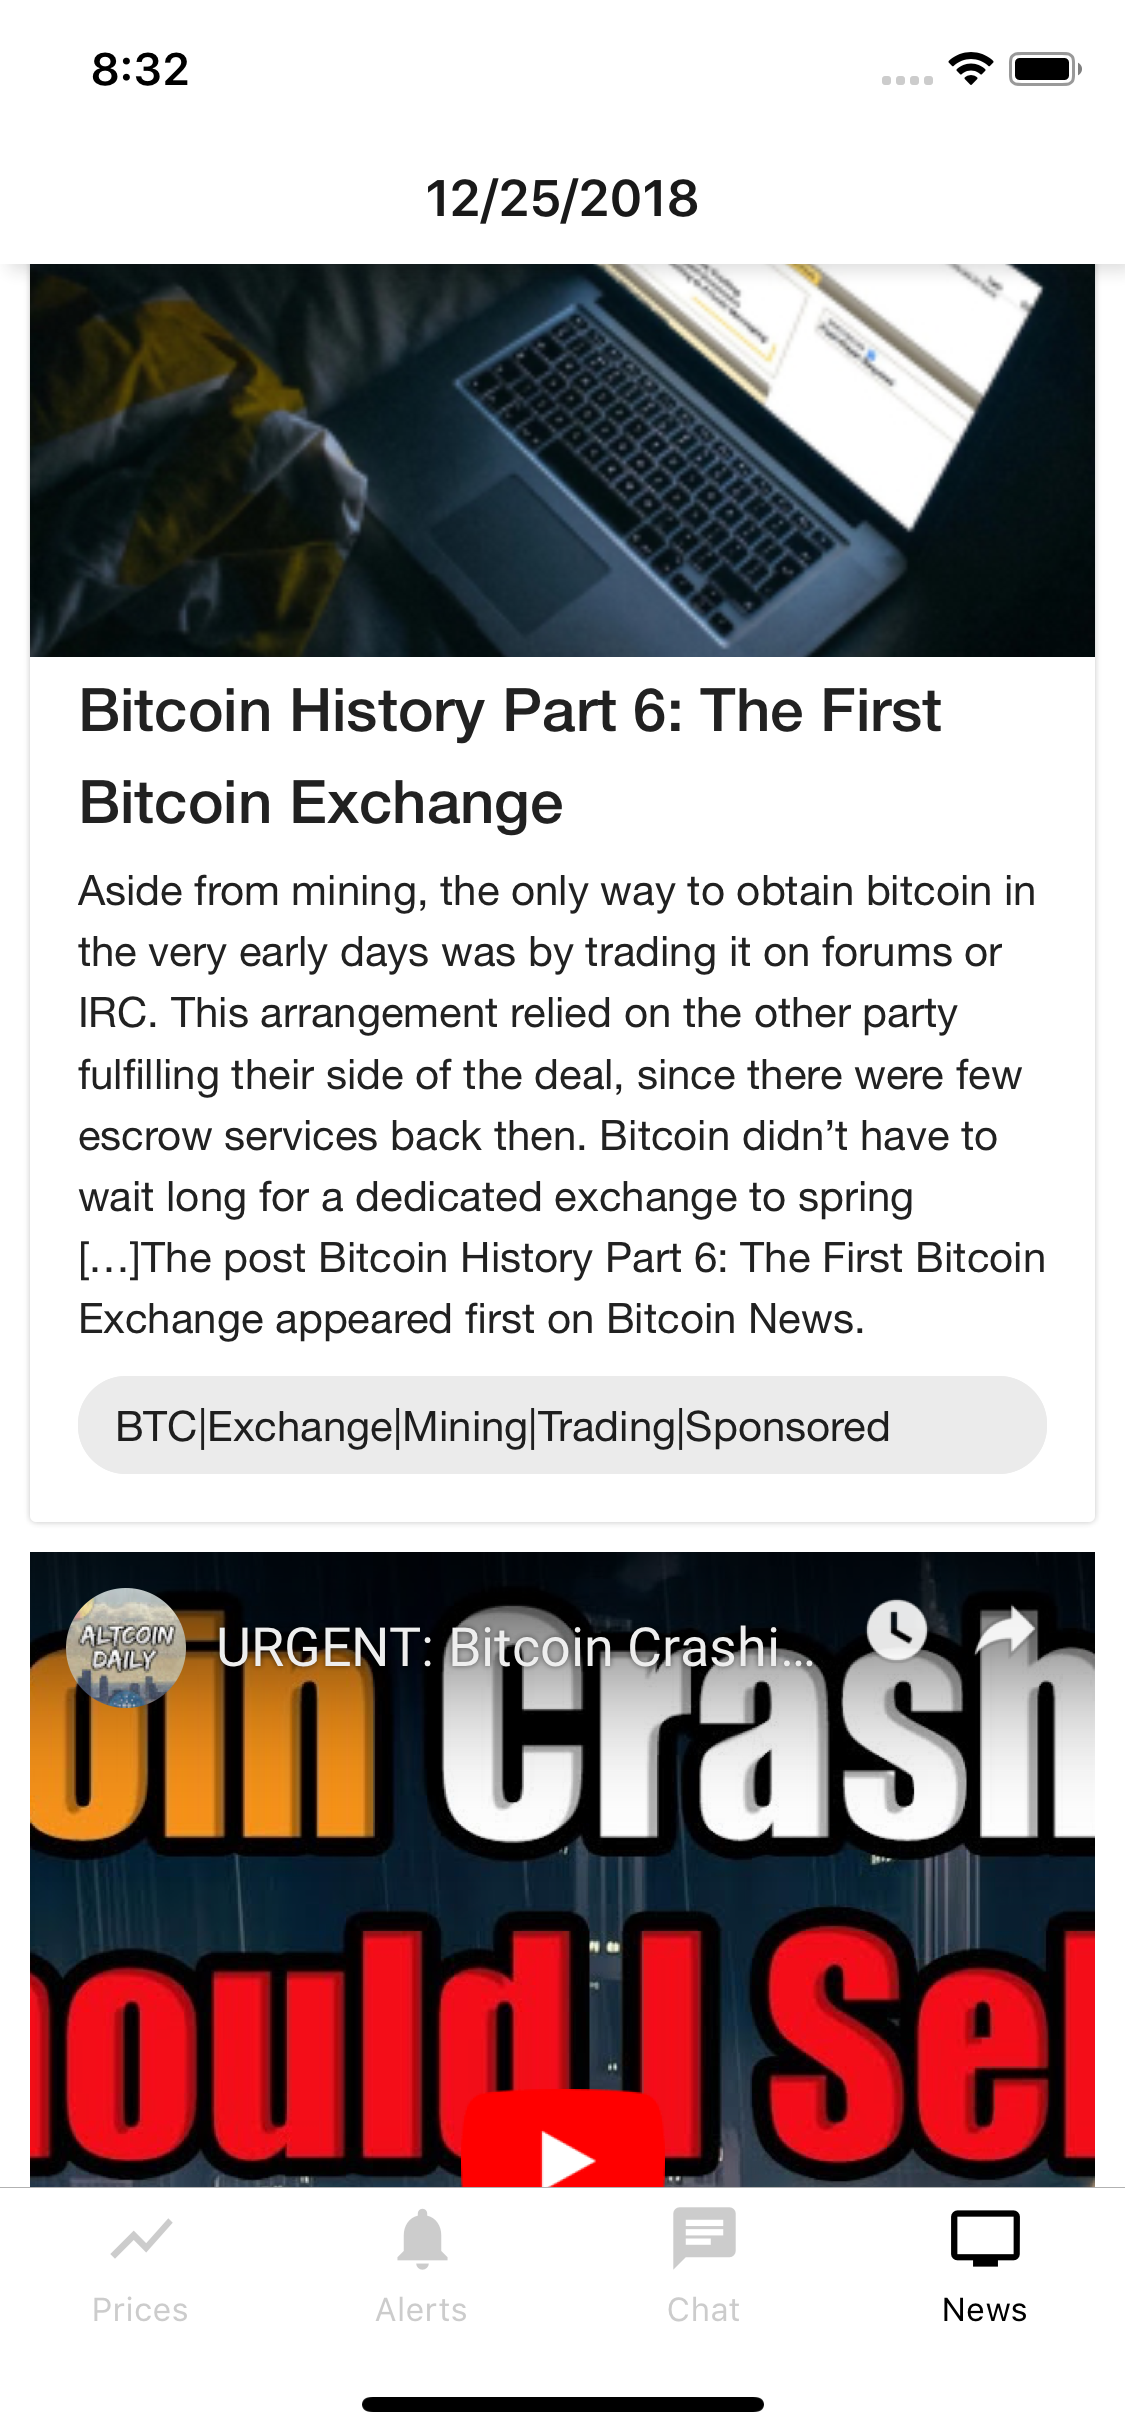 8:32
12/25/2018
Bitcoin History Part 6: The First
Bitcoin Exchange
Aside from mining, the only way to obtain bitcoin in
the very early days was by trading it on forums or
IRC. This arrangement relied on the other party
fulfilling their side of the deal, since there were few
escrow services back then. Bitcoin didn’t have to
wait long for a dedicated exchange to spring
[…]The post Bitcoin History Part 6: The First Bitcoin
Exchange appeared first on Bitcoin News.
BTC|Exchange|Mining|Trading|Sponsored
ALTCOIN
DAILY
URGENT: Bitcoin Crashi...
oin Crash
ould I Sel
Prices
Alerts
Chat
News